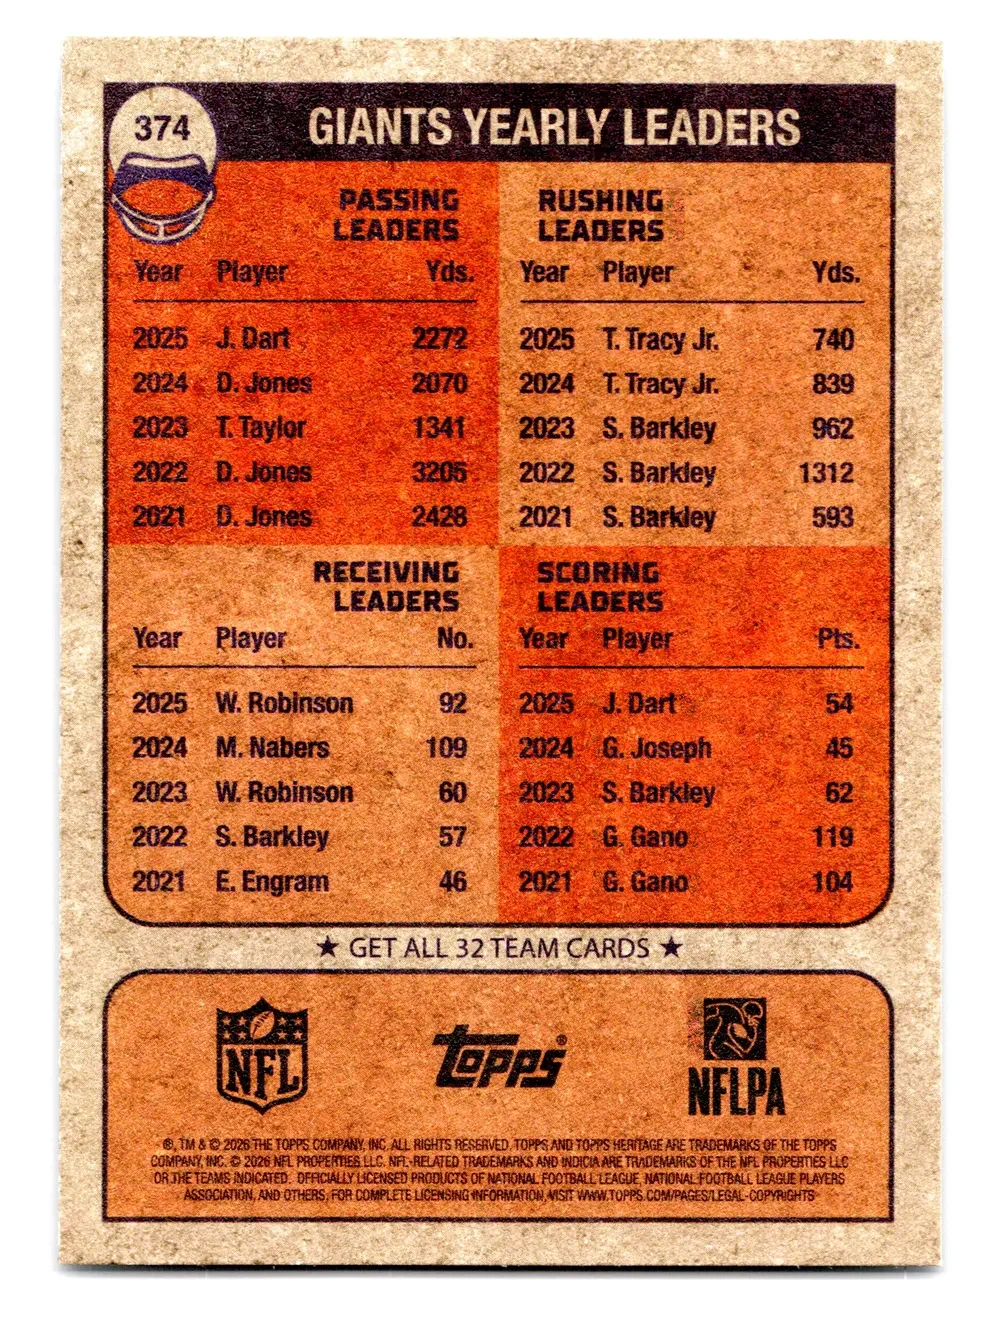 374
GIANTS YEARLY LEADERS
PASSING
LEADERS
Year Player Yds.
2025 J. Dart 2272
2024 D. Jones 2070
2023 T. Taylor 1341
2022 D. Jones 3205
2021 D. Jones 2428
RUSHING
LEADERS
Year Player Yds.
2025 T. Tracy Jr. 740
2024 T. Tracy Jr. 839
2023 S. Barkley 962
2022 S. Barkley 1312
2021 S. Barkley 593
RECEIVING
LEADERS
Year Player No.
2025 W. Robinson 92
2024 M. Nabers 109
2023 W. Robinson 60
2022 S. Barkley 57
2021 E. Engram 46
SCORING
LEADERS
Year Player Pts.
2025 J. Dart 54
2024 G. Joseph 45
2023 S. Barkley 62
2022 G. Gano 119
2021 G. Gano 104
★ GET ALL 32 TEAM CARDS ★
NFL
Topps®
NFLPA
®, TM & © 2026 THE TOPPS COMPANY, INC. ALL RIGHTS RESERVED. TOPPS AND TOPPS HERITAGE ARE TRADEMARKS OF THE TOPPS
COMPANY, INC. © 2026 NFL PROPERTIES LLC. NFL-RELATED TRADEMARKS AND INDICIA ARE TRADEMARKS OF THE NFL PROPERTIES LLC
OR THE TEAMS INDICATED. OFFICIALLY LICENSED PRODUCTS OF NATIONAL FOOTBALL LEAGUE, NATIONAL FOOTBALL LEAGUE PLAYERS
ASSOCIATION, AND OTHERS, FOR COMPLETE LICENSING INFORMATION, VISIT WWW.TOPPS.COM/PAGES/LEGAL-COPYRIGHTS